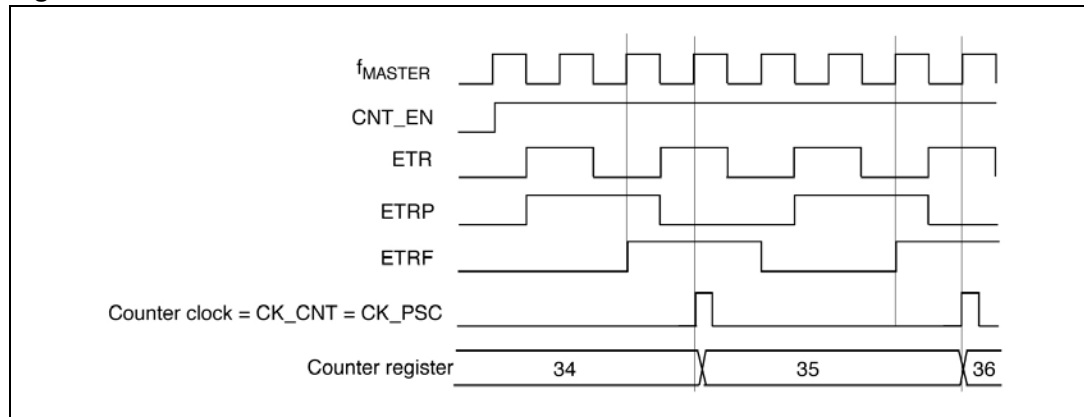 fMASTER
CNT_EN
ETR
ETRP
ETRF
Counter clock = CK_CNT = CK_PSC
Counter register 34 35 36